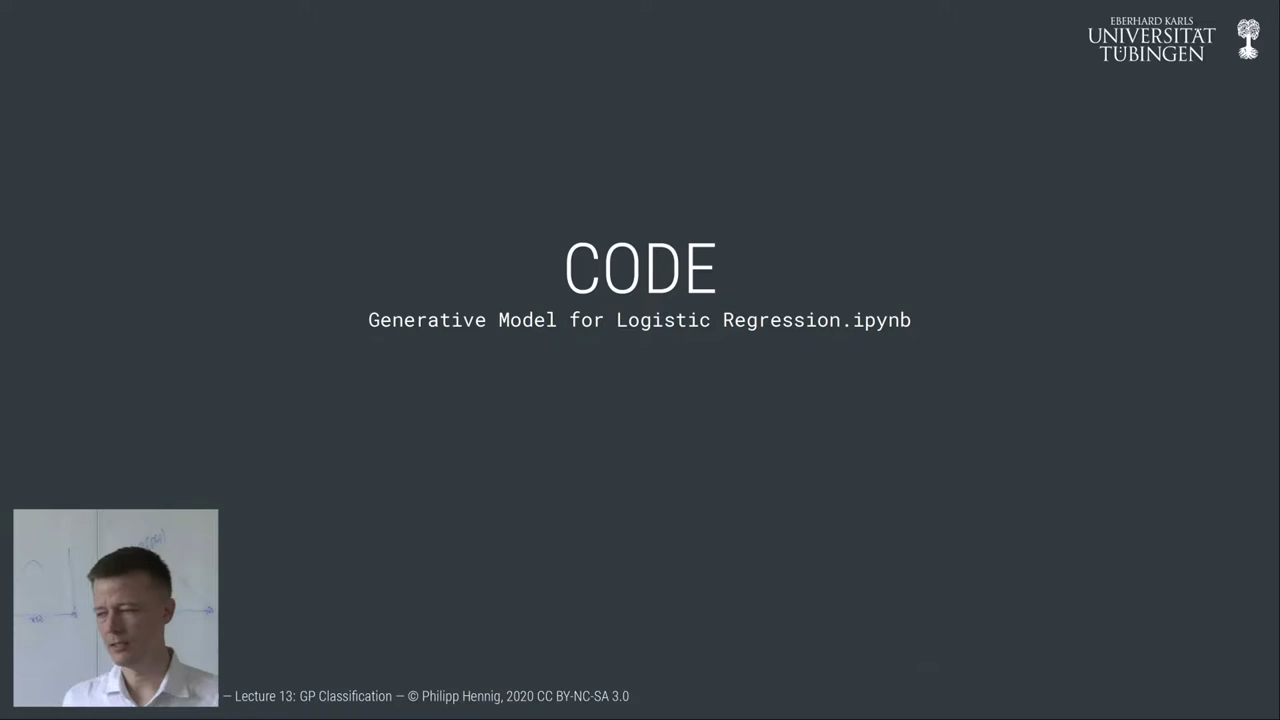 EBERHARD KARLS
UNIVERSITÄT
TÜBINGEN
CODE
Generative Model for Logistic Regression.ipynb
— Lecture 13: GP Classification — © Philipp Hennig, 2020 CC BY-NC-SA 3.0